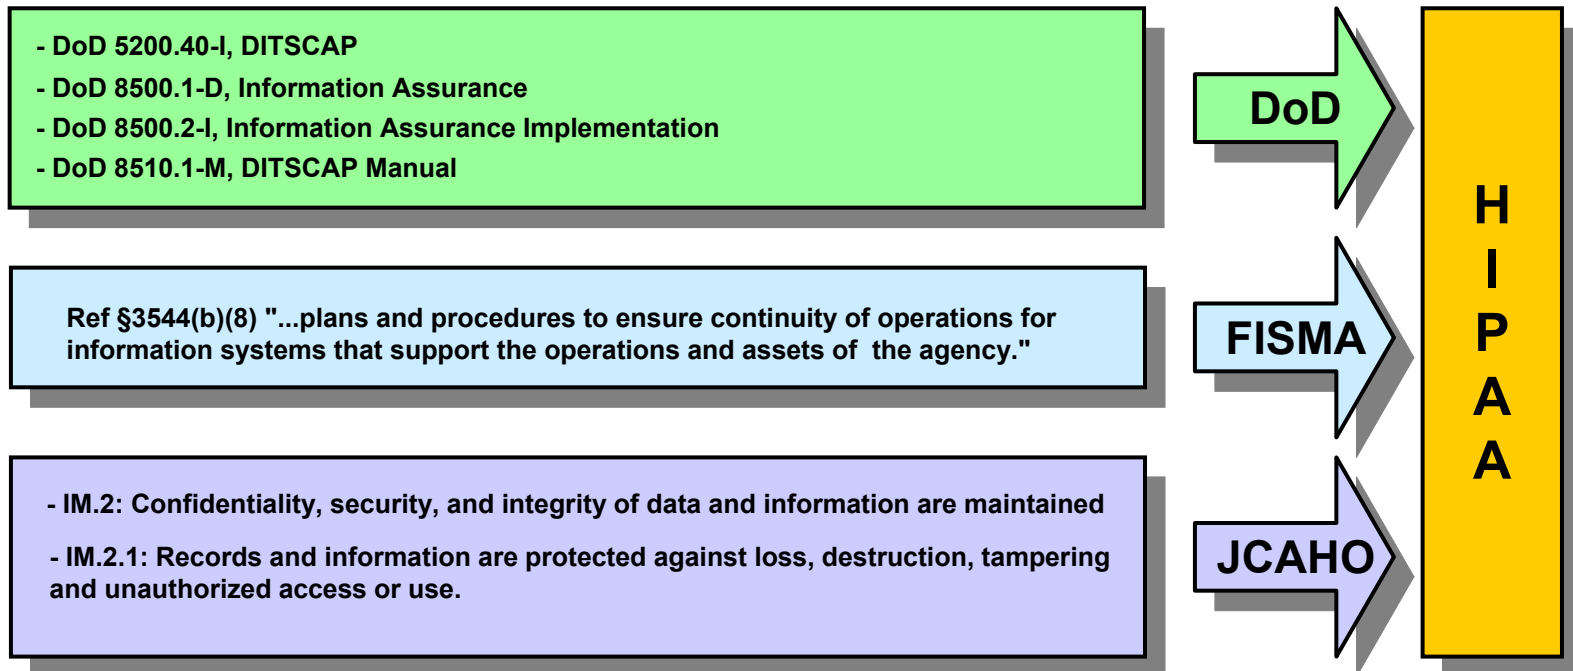 - DoD 5200.40-I, DITSCAP
- DoD 8500.1-D, Information Assurance
- DoD 8500.2-I, Information Assurance Implementation
- DoD 8510.1-M, DITSCAP Manual
DoD
Ref §3544(b)(8) "...plans and procedures to ensure continuity of operations for
information systems that support the operations and assets of  the agency."
FISMA
- IM.2: Confidentiality, security, and integrity of data and information are maintained
- IM.2.1: Records and information are protected against loss, destruction, tampering
and unauthorized access or use.
JCAHO
H
I
P
A
A